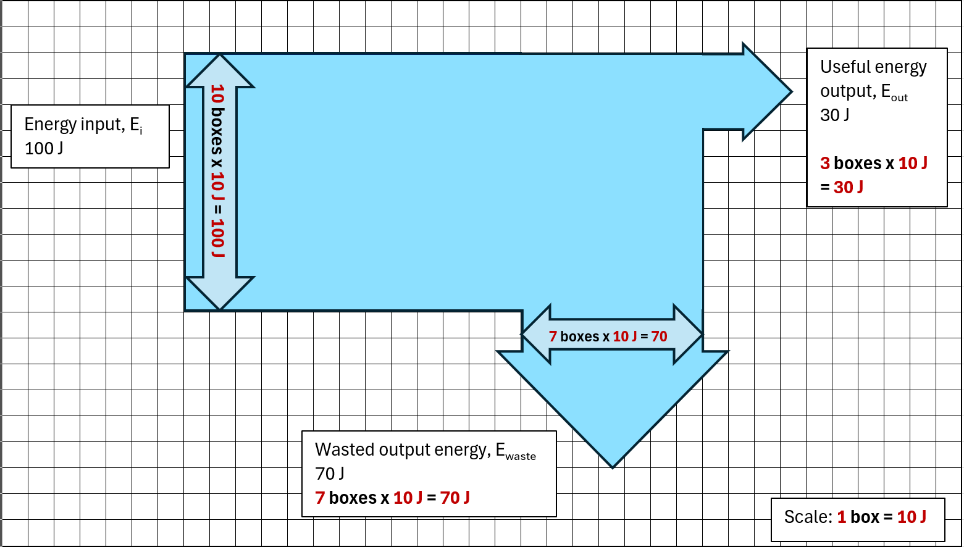 Energy input, Ei
100 J
10 boxes x 10 J = 100 J
Useful energy
output, Eout
30 J
3 boxes x 10 J
= 30 J
7 boxes x 10 J = 70
Wasted output energy, Ewaste
70 J
7 boxes x 10 J = 70 J
Scale: 1 box = 10 J